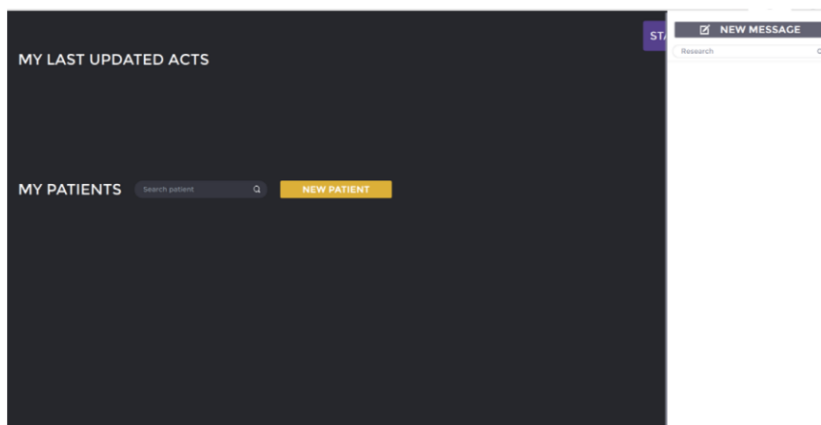 MY LAST UPDATED ACTS
MY PATIENTS
Search patient
NEW PATIENT
NEW MESSAGE
Research